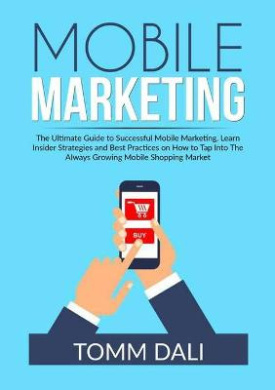 MOBILE
MARKETING
The Ultimate Guide to Successful Mobile Marketing, Learn
Insider Strategies and Best Practices on How to Tap Into The
Always Growing Mobile Shopping Market
BUY
TOMM DALI